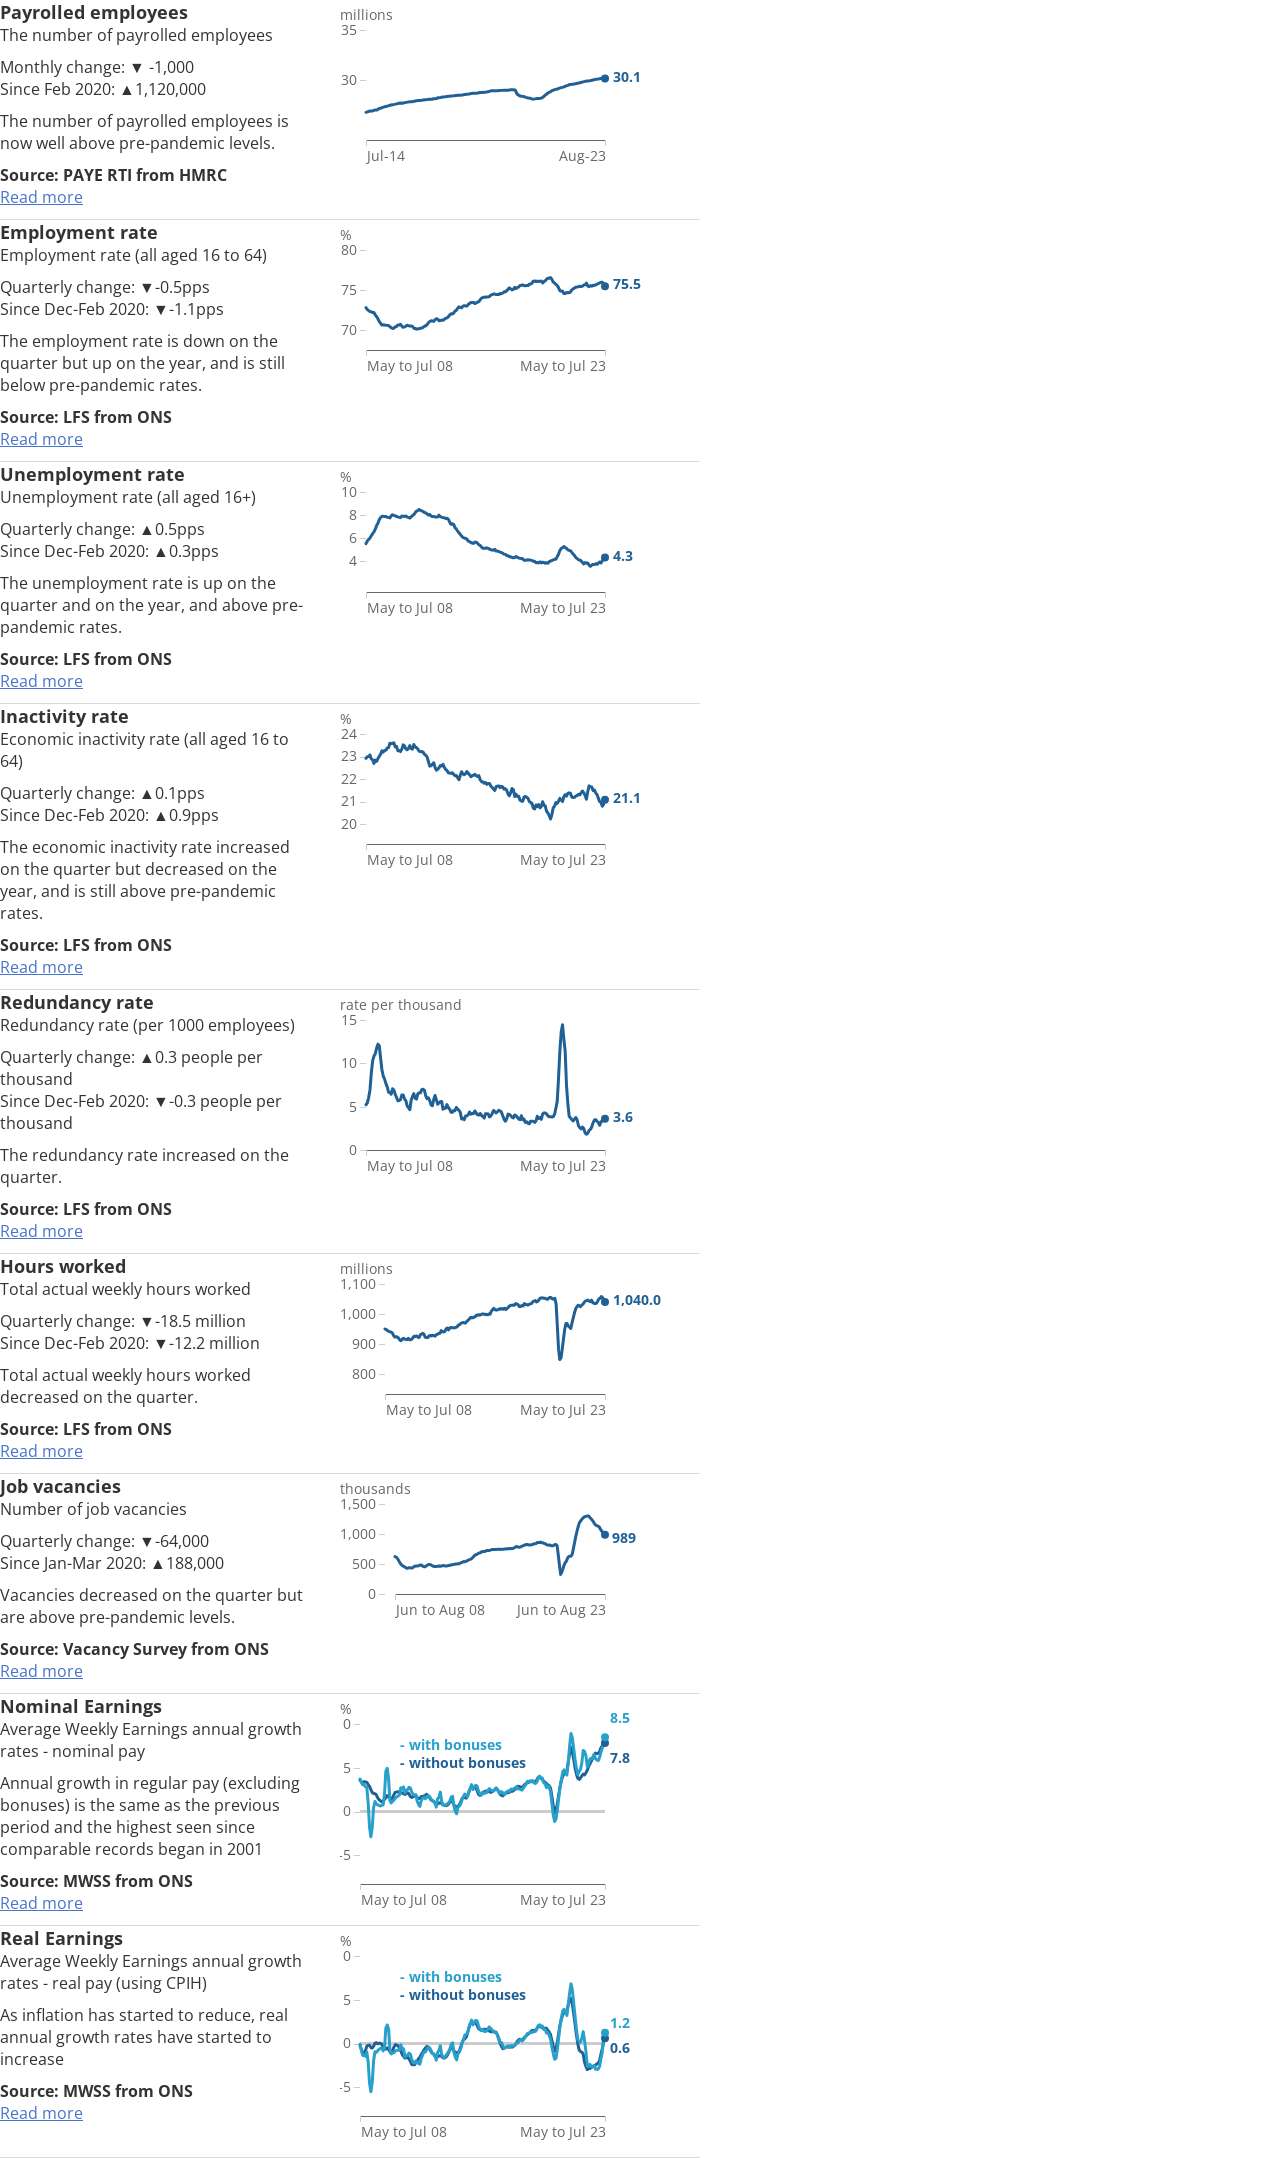 Payrolled employees
The number of payrolled employees
Monthly change: ▼ -1,000
Since Feb 2020: ▲1,120,000
The number of payrolled employees is
now well above pre-pandemic levels.
Source: PAYE RTI from HMRC
Read more
millions
35
30
30.1
Jul-14
Aug-23
Employment rate
Employment rate (all aged 16 to 64)
Quarterly change: ▼-0.5pps
Since Dec-Feb 2020: ▼-1.1pps
The employment rate is down on the
quarter but up on the year, and is still
below pre-pandemic rates.
Source: LFS from ONS
Read more
%
80
75
70
75.5
May to Jul 08
May to Jul 23
Unemployment rate
Unemployment rate (all aged 16+)
Quarterly change: ▲0.5pps
Since Dec-Feb 2020: ▲0.3pps
The unemployment rate is up on the
quarter and on the year, and above pre-
pandemic rates.
Source: LFS from ONS
Read more
%
10
8
6
4
4.3
May to Jul 08
May to Jul 23
Inactivity rate
Economic inactivity rate (all aged 16 to
64)
Quarterly change: ▲0.1pps
Since Dec-Feb 2020: ▲0.9pps
The economic inactivity rate increased
on the quarter but decreased on the
year, and is still above pre-pandemic
rates.
Source: LFS from ONS
Read more
%
24
23
22
21
20
21.1
May to Jul 08
May to Jul 23
Redundancy rate
Redundancy rate (per 1000 employees)
Quarterly change: ▲0.3 people per
thousand
Since Dec-Feb 2020: ▼-0.3 people per
thousand
The redundancy rate increased on the
quarter.
Source: LFS from ONS
Read more
rate per thousand
15
10
5
0
3.6
May to Jul 08
May to Jul 23
Hours worked
Total actual weekly hours worked
Quarterly change: ▼-18.5 million
Since Dec-Feb 2020: ▼-12.2 million
Total actual weekly hours worked
decreased on the quarter.
Source: LFS from ONS
Read more
millions
1,100
1,000
900
800
1,040.0
May to Jul 08
May to Jul 23
Job vacancies
Number of job vacancies
Quarterly change: ▼-64,000
Since Jan-Mar 2020: ▲188,000
Vacancies decreased on the quarter but
are above pre-pandemic levels.
Source: Vacancy Survey from ONS
Read more
thousands
1,500
1,000
500
0
989
Jun to Aug 08
Jun to Aug 23
Nominal Earnings
Average Weekly Earnings annual growth
rates - nominal pay
Annual growth in regular pay (excluding
bonuses) is the same as the previous
period and the highest seen since
comparable records began in 2001
Source: MWSS from ONS
Read more
%
0
5
0
-5
- with bonuses
- without bonuses
8.5
7.8
May to Jul 08
May to Jul 23
Real Earnings
Average Weekly Earnings annual growth
rates - real pay (using CPIH)
As inflation has started to reduce, real
annual growth rates have started to
increase
Source: MWSS from ONS
Read more
%
0
5
0
-5
- with bonuses
- without bonuses
1.2
0.6
May to Jul 08
May to Jul 23